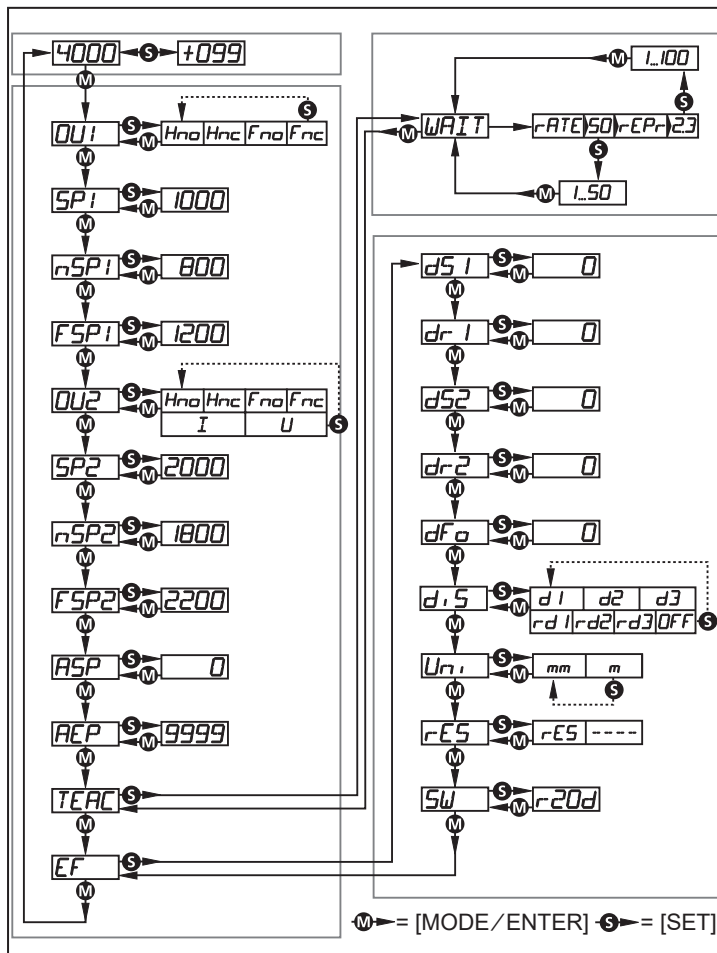 4000 S +099
M
OU1 S M Hno Hnc Fno Fnc S
M
SP1 S M 1000
M
nSP1 S M 800
M
FSP1 S M 1200
M
OU2 S M Hno Hnc Fno Fnc
I U S
M
SP2 S M 2000
M
nSP2 S M 1800
M
FSP2 S M 2200
M
ASP S M 0
M
AEP S M 9999
M
TEAC S
M
EF S
M
M 1...100
S
WAIT M rATE 50 rEPr 2.3
S
M 1...50
dS1 S M 0
M
dr1 S M 0
M
dS2 S M 0
M
dr2 S M 0
M
dFo S M 0
M
diS S M d1 d2 d3
rd1 rd2 rd3 OFF S
M
Uni S M mm m
S
M
rES S M rES ----
M
SW S M r20d
M
M = [MODE/ENTER] S = [SET]